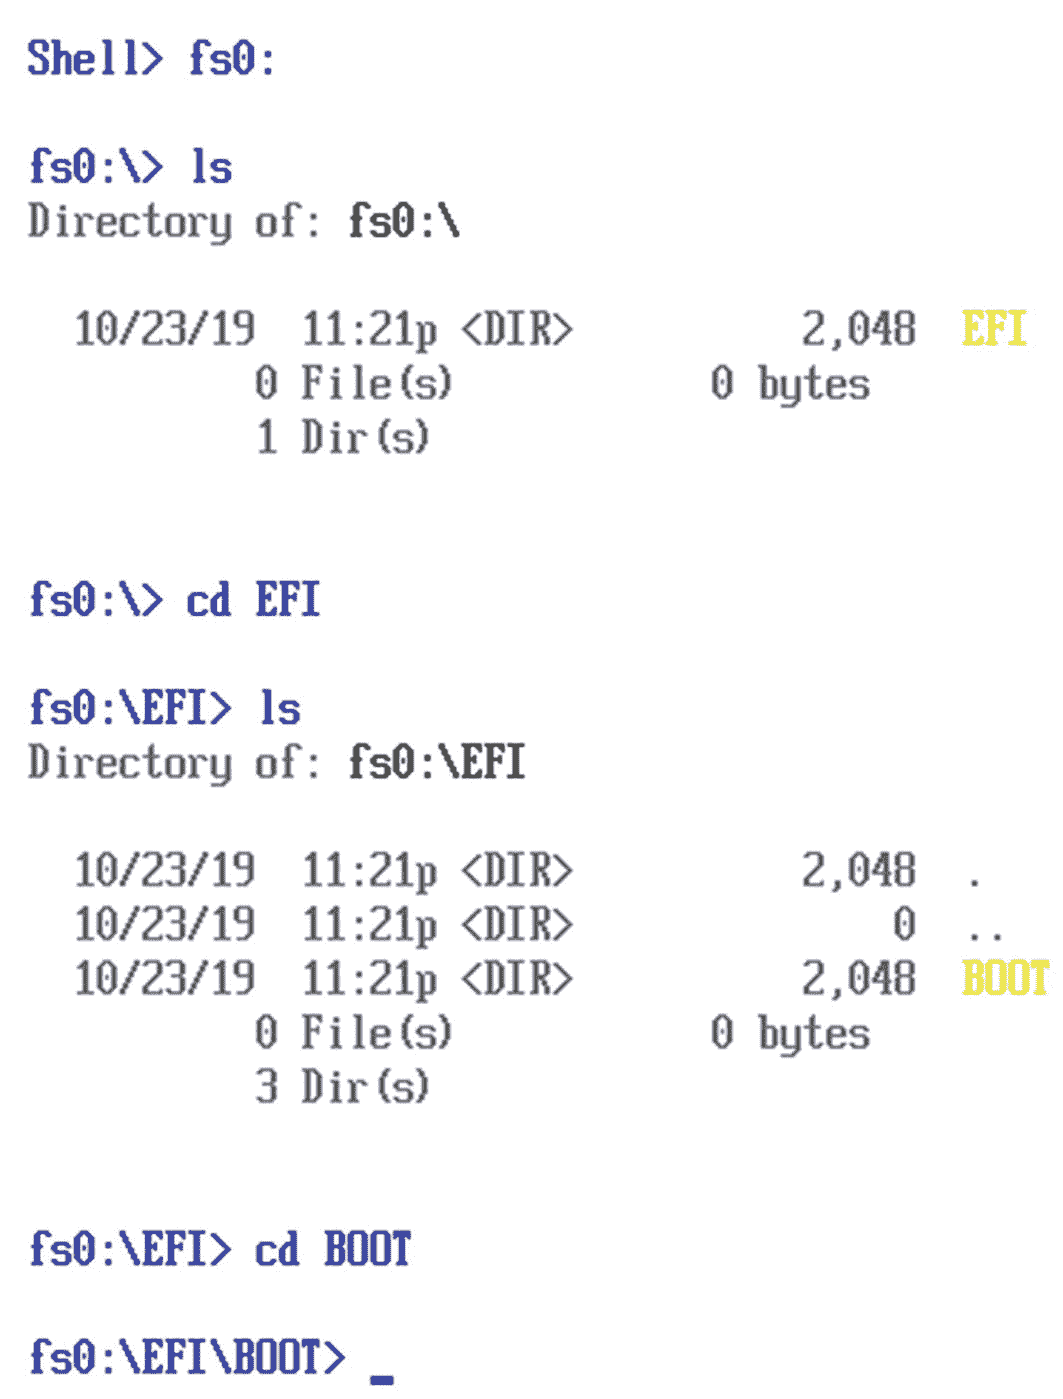 Shell> fs0:
fs0:\> ls
Directory of: fs0:\
10/23/19  11:21p <DIR>          2,048  EFI
0 File(s)           0 bytes
1 Dir(s)
fs0:\> cd EFI
fs0:\EFI> ls
Directory of: fs0:\EFI
10/23/19  11:21p <DIR>          2,048  .
10/23/19  11:21p <DIR>              0  ..
10/23/19  11:21p <DIR>          2,048  BOOT
0 File(s)           0 bytes
3 Dir(s)
fs0:\EFI> cd BOOT
fs0:\EFI\BOOT> _